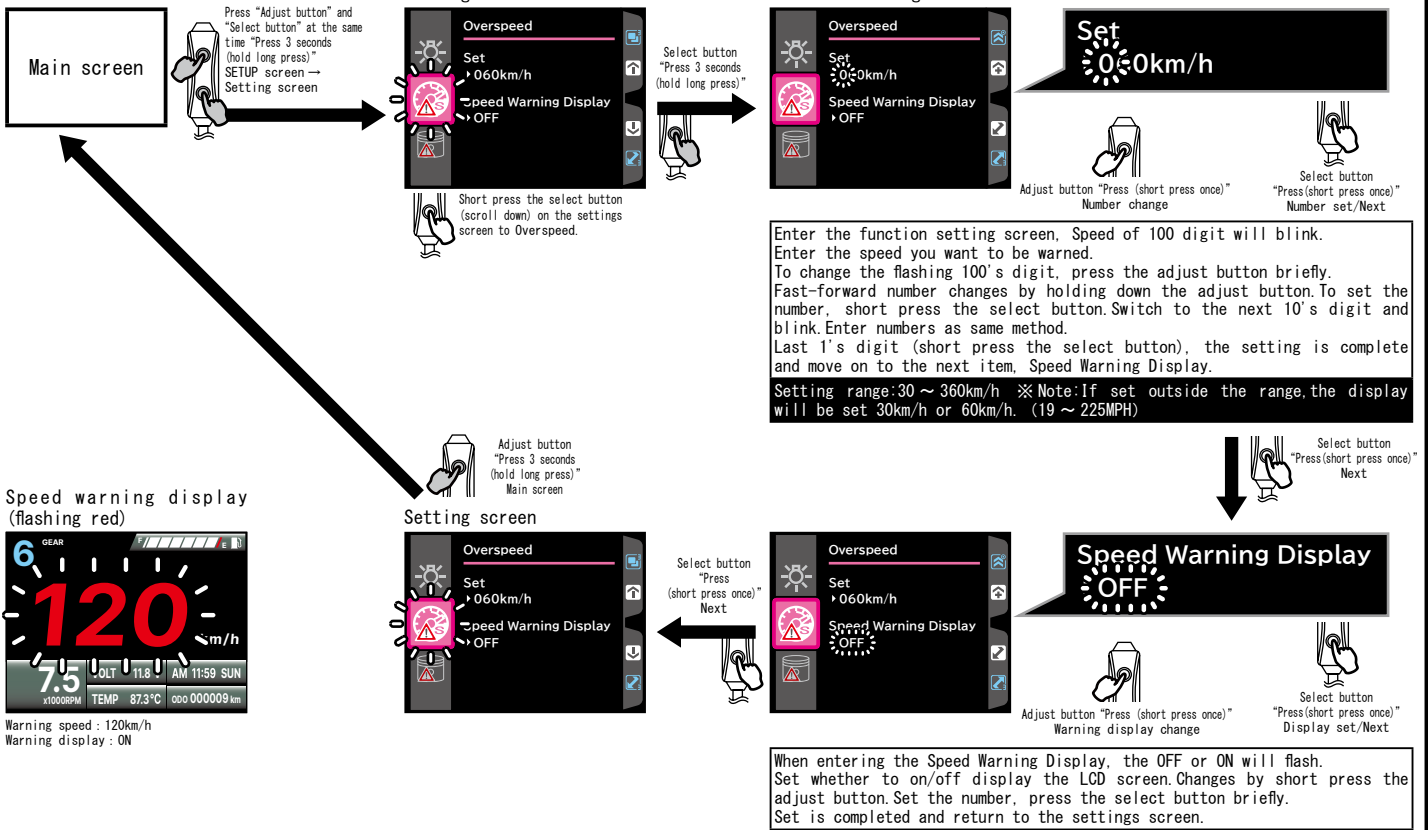 Main screen
Press “Adjust button” and
“Select button” at the same
time “Press 3 seconds
(hold long press)”
SETUP screen →
Setting screen
Overspeed
Set
060km/h
Speed Warning Display
OFF
Short press the select button
(scroll down) on the settings
screen to Overspeed.
Select button
“Press 3 seconds
(hold long press)”
Overspeed
Set
060km/h
Speed Warning Display
OFF
Set
060km/h
Adjust button “Press (short press once)”
Number change
Select button
“Press(short press once)”
Number set/Next
Enter the function setting screen, Speed of 100 digit will blink.
Enter the speed you want to be warned.
To change the flashing 100's digit, press the adjust button briefly.
Fast-forward number changes by holding down the adjust button.To set the
number, short press the select button.Switch to the next 10's digit and
blink.Enter numbers as same method.
Last 1's digit (short press the select button), the setting is complete
and move on to the next item, Speed Warning Display.
Setting range:30 ～ 360km/h ※Note:If set outside the range,the display
will be set 30km/h or 60km/h. (19 ～ 225MPH)
Select button
“Press(short press once)”
Next
Speed Warning Display
OFF
Adjust button “Press (short press once)”
Warning display change
Select button
“Press(short press once)”
Display set/Next
Overspeed
Set
060km/h
Speed Warning Display
OFF
When entering the Speed Warning Display, the OFF or ON will flash.
Set whether to on/off display the LCD screen.Changes by short press the
adjust button.Set the number, press the select button briefly.
Set is completed and return to the settings screen.
Select button
“Press
(short press once)”
Next
Setting screen
Overspeed
Set
060km/h
Speed Warning Display
OFF
Adjust button
“Press 3 seconds
(hold long press)”
Main screen
Speed warning display
(flashing red)
6 GEAR F E
120
km/h
7.5
x1000RPM
VOLT 11.8 AM 11:59 SUN
TEMP 87.3°C ODO 000009 km
Warning speed : 120km/h
Warning display : ON